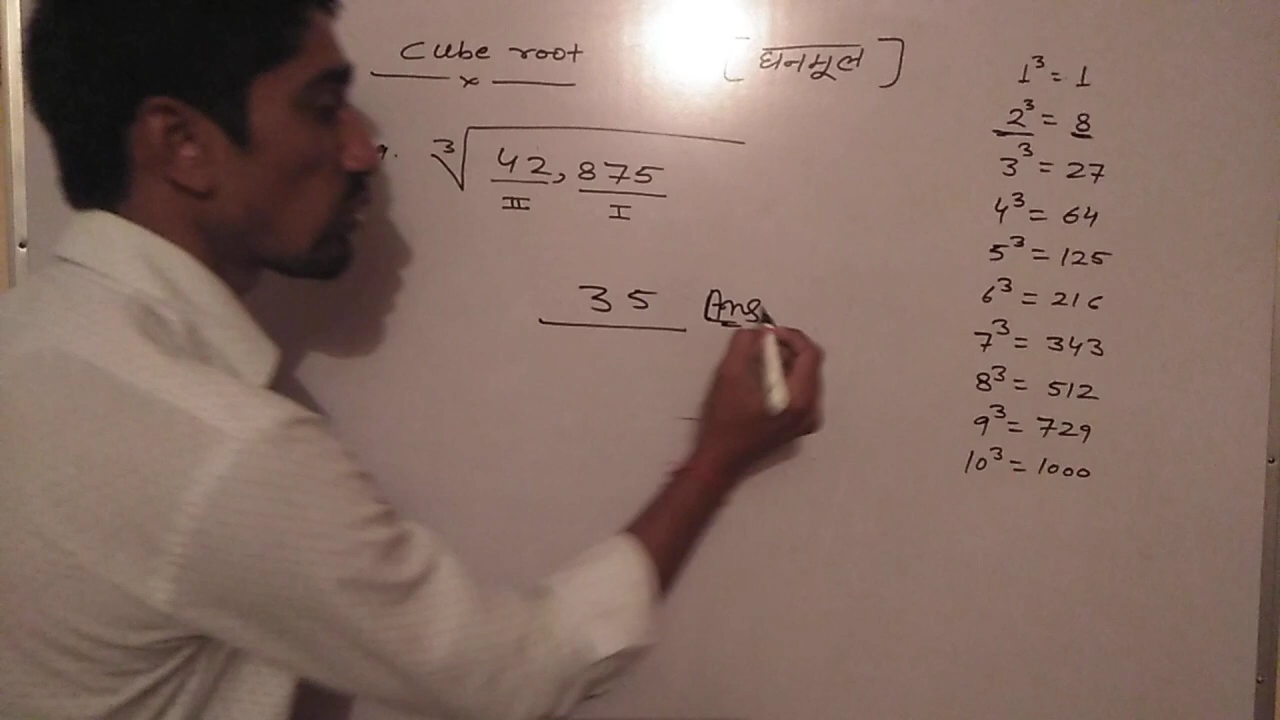 Cube root [घनमूल]
x
∛42,875
II I
35 Ans
1³ = 1
2³ = 8
3³ = 27
4³ = 64
5³ = 125
6³ = 216
7³ = 343
8³ = 512
9³ = 729
10³ = 1000